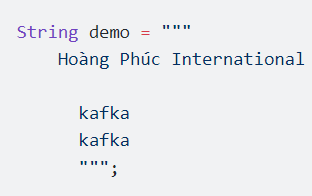 String demo = """
Hoàng Phúc International
kafka
kafka
""";